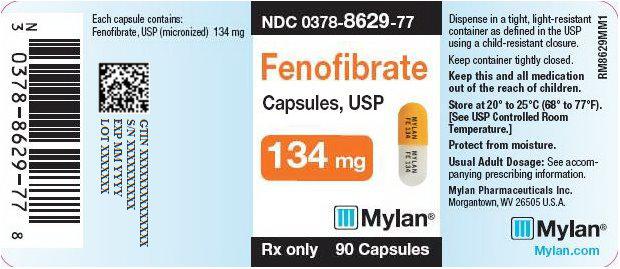 N
3 0378-8629-77 8
Each capsule contains:
Fenofibrate, USP (micronized) 134 mg
GTIN XXXXXXXXXXXXXX
S/N XXXXXXXXXX
EXP MM YYYY
LOT XXXXXX
NDC 0378-8629-77
Fenofibrate
Capsules, USP
134 mg
MYLAN
FE 134
MYLAN
FE 134
Mylan®
Rx only 90 Capsules
Dispense in a tight, light-resistant
container as defined in the USP
using a child-resistant closure.
Keep container tightly closed.
Keep this and all medication
out of the reach of children.
Store at 20° to 25°C (68° to 77°F).
[See USP Controlled Room
Temperature.]
Protect from moisture.
Usual Adult Dosage: See accom-
panying prescribing information.
Mylan Pharmaceuticals Inc.
Morgantown, WV 26505 U.S.A.
Mylan®
Mylan.com
RM8629MM1